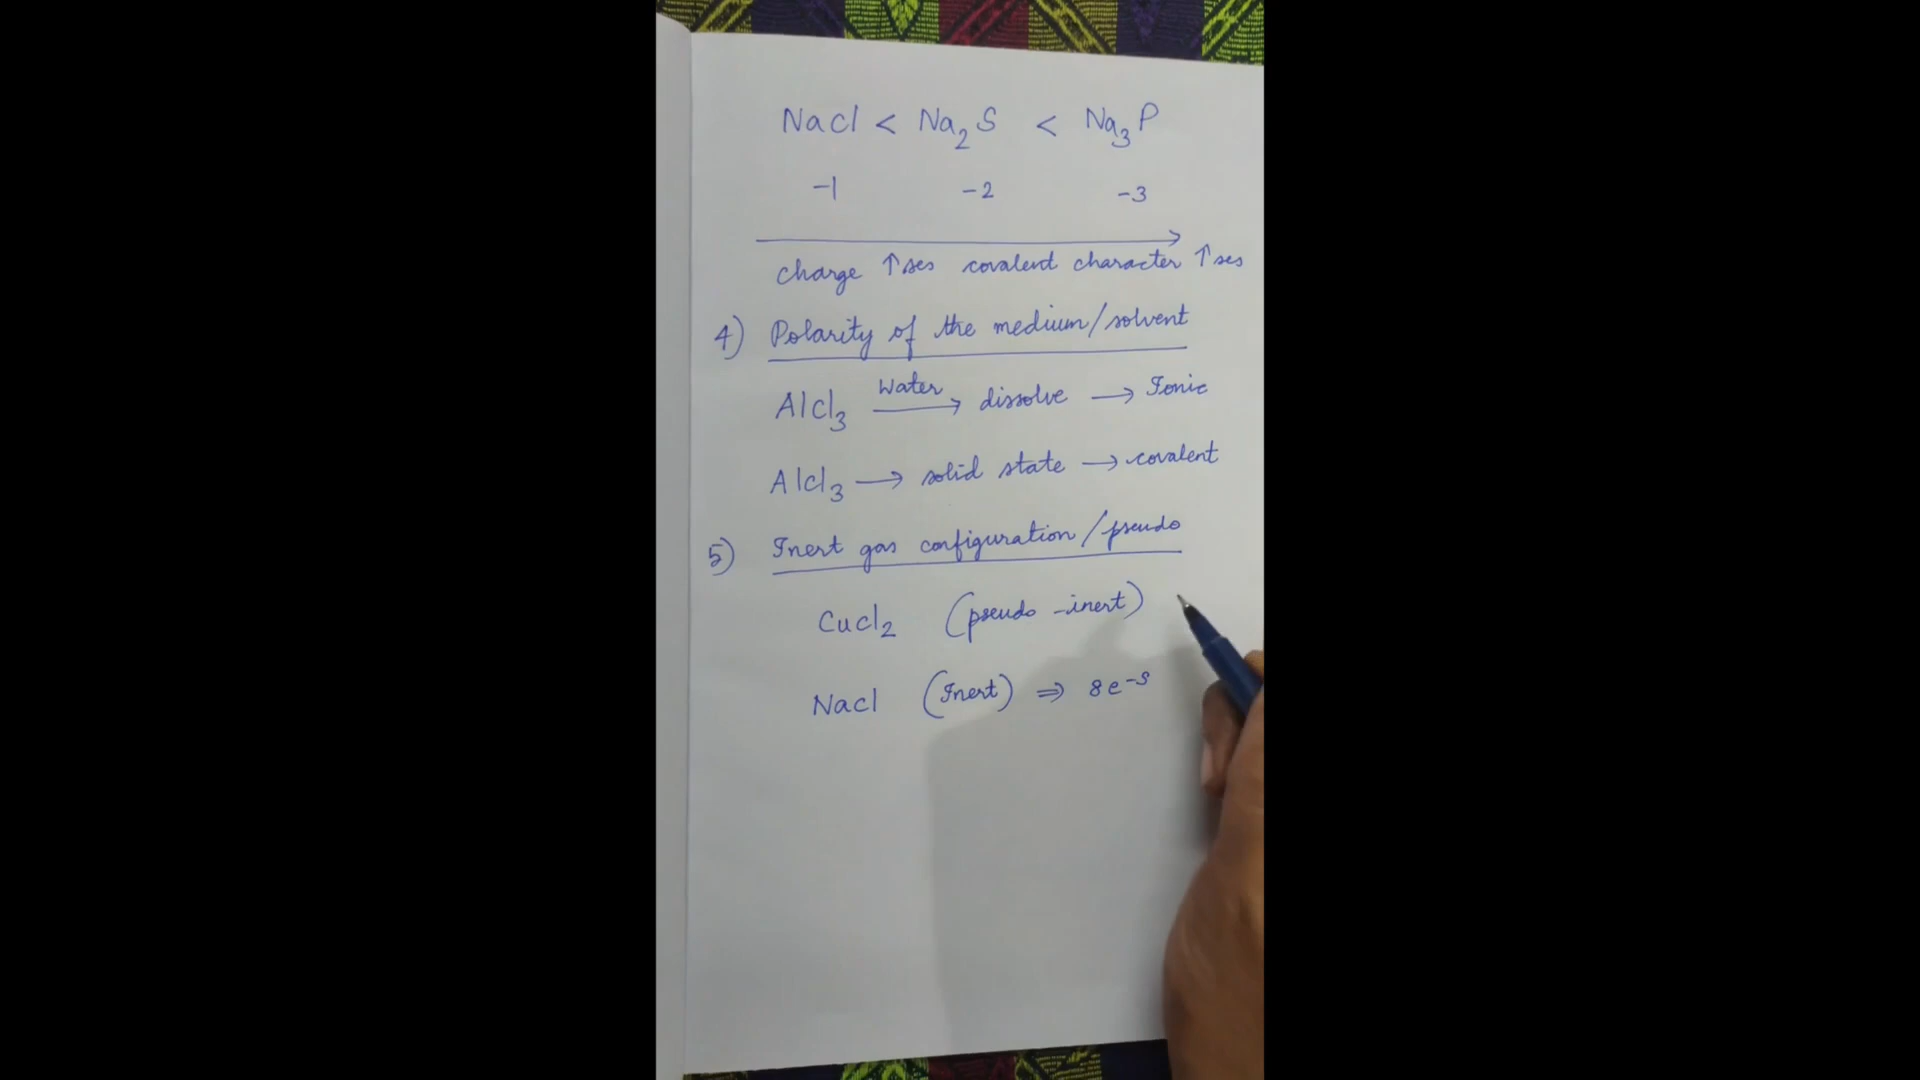 NaCl < Na2S < Na3P
-1 -2 -3
charge ↑ses covalent character ↑ses
4) Polarity of the medium/solvent
AlCl3 Water → dissolve → Ionic
AlCl3 → solid state → covalent
5) Inert gas configuration/pseudo
CuCl2 (pseudo-inert)
NaCl (Inert) ⇒ 8e-s